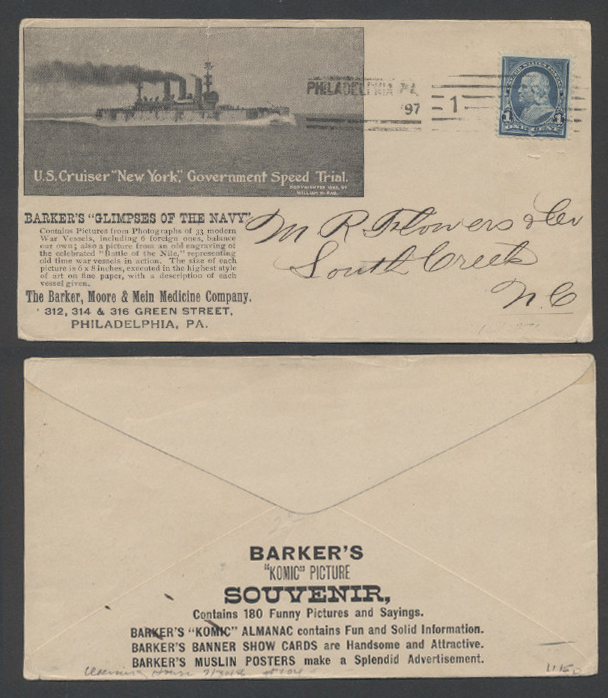 U.S. Cruiser "New York", Government Speed Trial.
COPYRIGHTED 1893, BY
WILLIAM H. RAU.
PHILADELPHIA, PA.
'97
1
1 1
ONE CENT
BARKER'S "GLIMPSES OF THE NAVY"
Contains Pictures from Photographs of 33 modern
War Vessels, including 6 foreign ones, balance
our own; also a picture from an old engraving of
the celebrated "Battle of the Nile," representing
old time war vessels in action. The size of each
picture is 6 x 8 inches, executed in the highest style
of art on fine paper, with a description of each
vessel given.
The Barker, Moore & Mein Medicine Company.
312, 314 & 316 GREEN STREET,
PHILADELPHIA, PA.
M R Flowers & Co
South Creek
N.C
BARKER'S
"KOMIC" PICTURE
SOUVENIR,
Contains 180 Funny Pictures and Sayings.
BARKER'S "KOMIC" ALMANAC contains Fun and Solid Information.
BARKER'S BANNER SHOW CARDS are Handsome and Attractive.
BARKER'S MUSLIN POSTERS make a Splendid Advertisement.